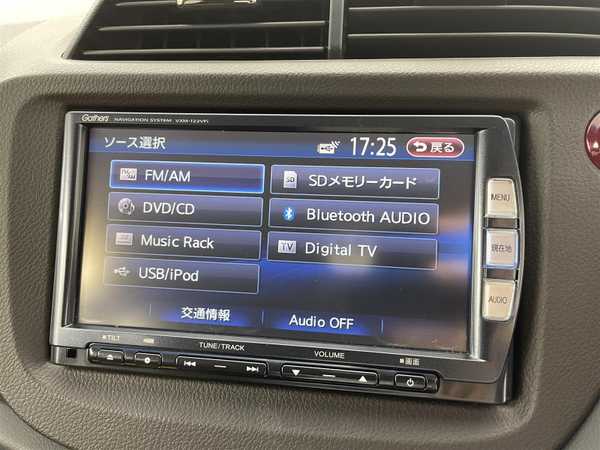 Gathers NAVIGATION SYSTEM VXM-122VFi
ソース選択 17:25 戻る
FM/AM SDメモリーカード
DVD/CD Bluetooth AUDIO
Music Rack Digital TV
USB/iPod
交通情報 Audio OFF
MENU
現在地
AUDIO
TILT TUNE/TRACK VOLUME 画面